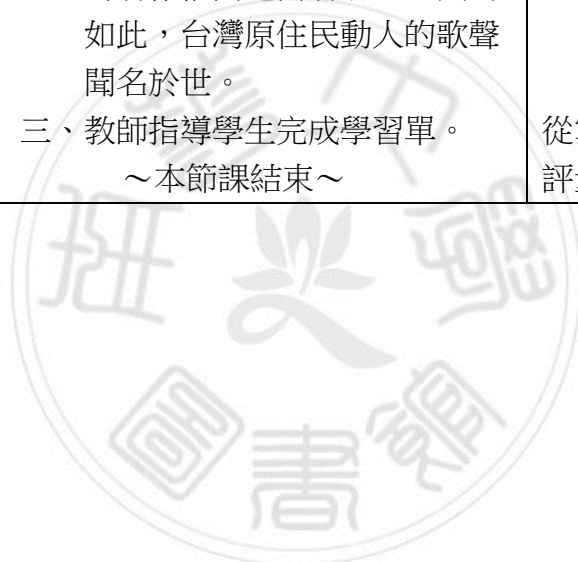 如此，台灣原住民動人的歌聲
聞名於世。
三、教師指導學生完成學習單。
～本節課結束～
從
評
書